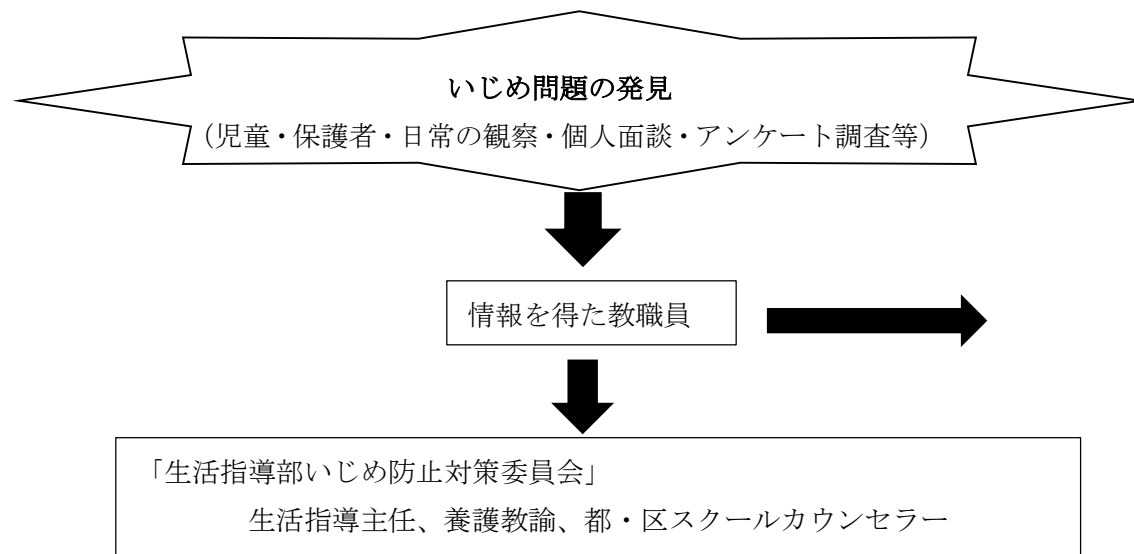 いじめ問題の発見
（児童・保護者・日常の観察・個人面談・アンケート調査等）
情報を得た教職員
「生活指導部いじめ防止対策委員会」
生活指導主任、養護教諭、都・区スクールカウンセラー